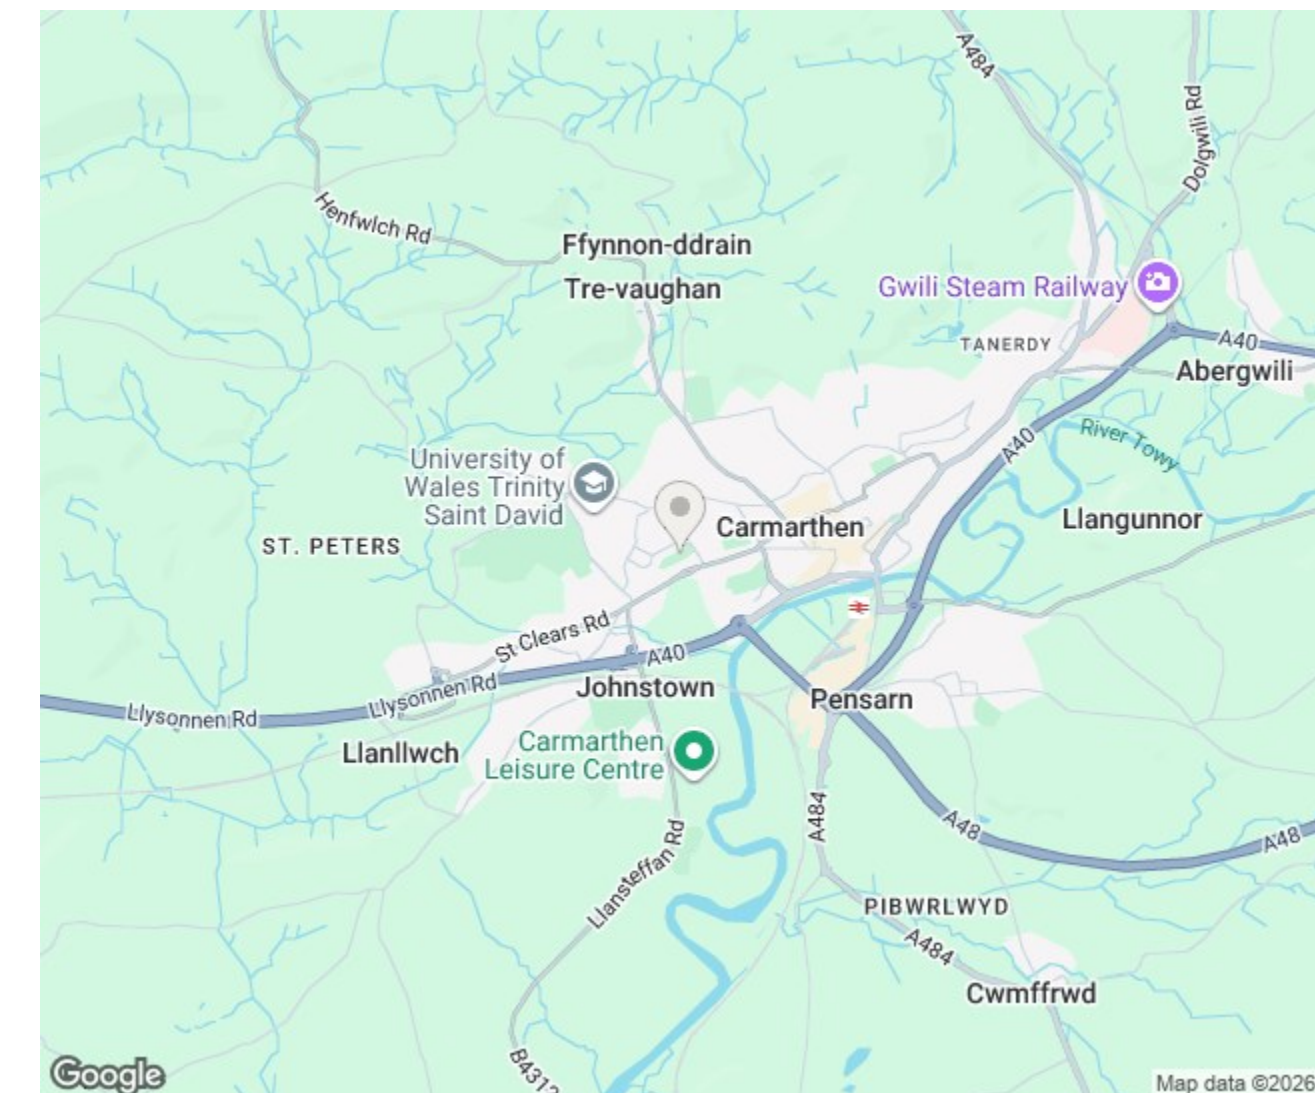 A484
Dolgwili Rd
Henfwlch Rd
Ffynnon-ddrain
Tre-vaughan
Gwili Steam Railway
TANERDY
A40
Abergwili
River Towy
A40
University of
Wales Trinity
Saint David
Carmarthen
Llangunnor
ST. PETERS
St Clears Rd
A40
Johnstown
Llysonnen Rd
Llysonnen Rd
Pensarn
Llanllwch
Carmarthen
Leisure Centre
A484
A48
A48
Llansteffan Rd
PIBWRLWYD
A484
Cwmffrwd
B4312
Google
Map data ©2026